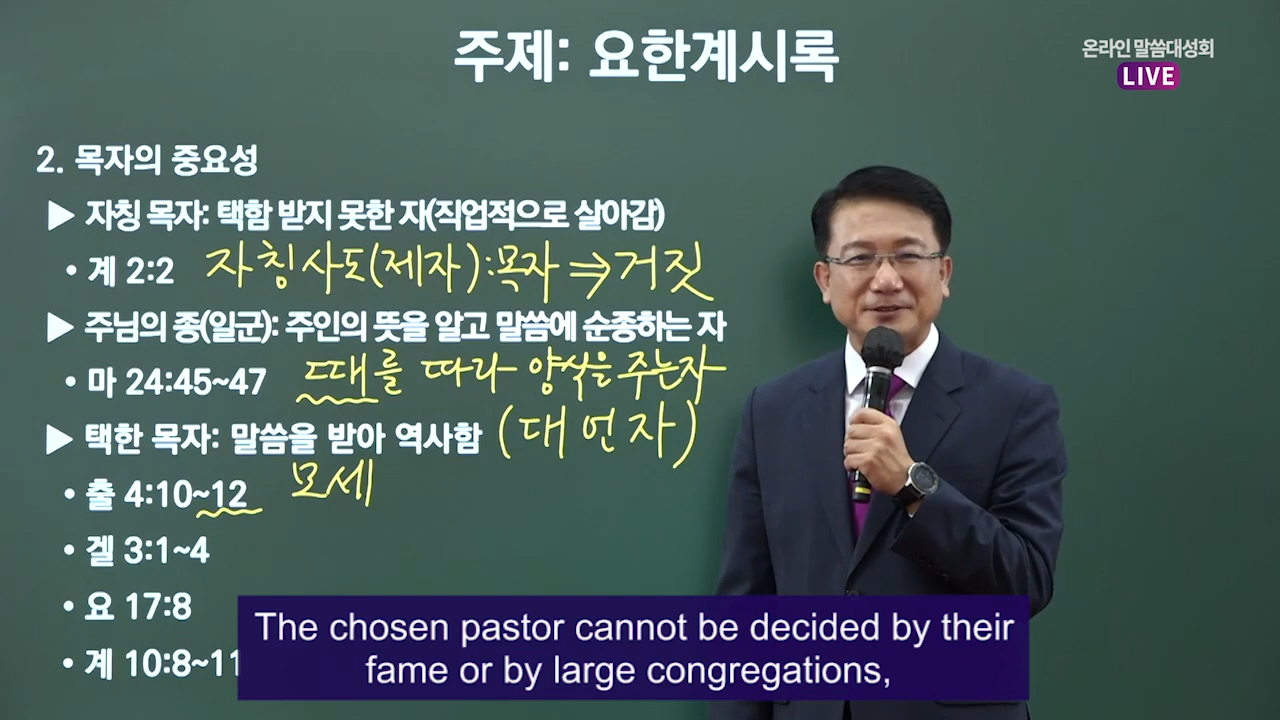 주제: 요한계시록
온라인 말씀대성회
LIVE
2. 목자의 중요성
▶ 자칭 목자: 택함 받지 못한 자(직업적으로 살아감)
• 계 2:2 자칭사도(제자):목자 ⇒ 거짓
▶ 주님의 종(일군): 주인의 뜻을 알고 말씀에 순종하는 자
• 마 24:45~47 때를 따라 양식을 주는자
▶ 택한 목자: 말씀을 받아 역사함 (대언자)
• 출 4:10~12 모세
• 겔 3:1~4
• 요 17:8
• 계 10:8~11
The chosen pastor cannot be decided by their
fame or by large congregations,